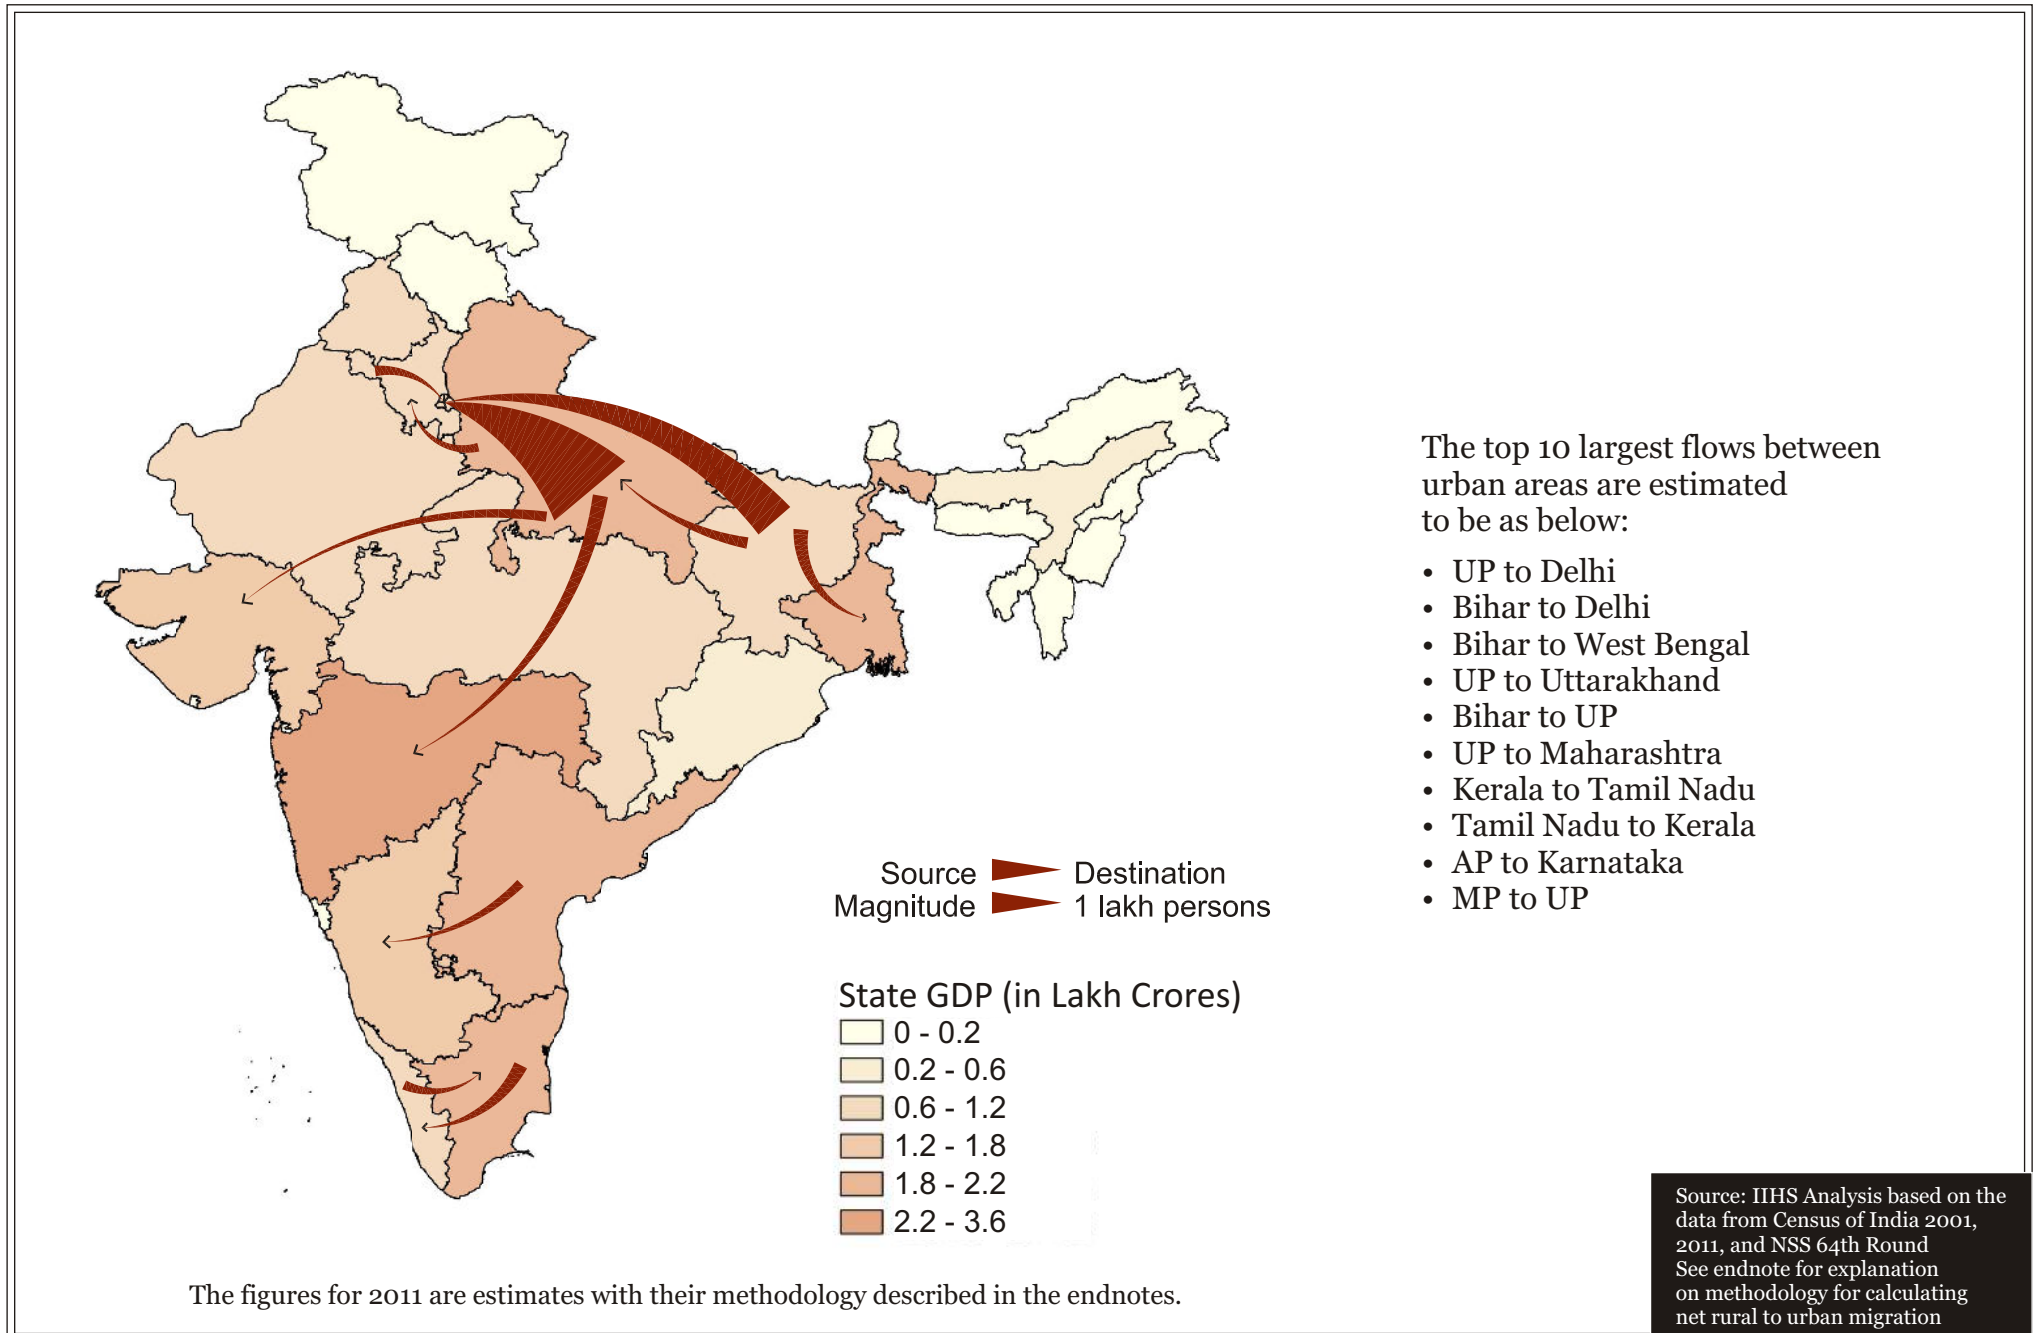 The top 10 largest flows between
urban areas are estimated
to be as below:
• UP to Delhi
• Bihar to Delhi
• Bihar to West Bengal
• UP to Uttarakhand
• Bihar to UP
• UP to Maharashtra
• Kerala to Tamil Nadu
• Tamil Nadu to Kerala
• AP to Karnataka
• MP to UP
Source Destination
Magnitude 1 lakh persons
State GDP (in Lakh Crores)
0 - 0.2
0.2 - 0.6
0.6 - 1.2
1.2 - 1.8
1.8 - 2.2
2.2 - 3.6
The figures for 2011 are estimates with their methodology described in the endnotes.
Source: IIHS Analysis based on the
data from Census of India 2001,
2011, and NSS 64th Round
See endnote for explanation
on methodology for calculating
net rural to urban migration